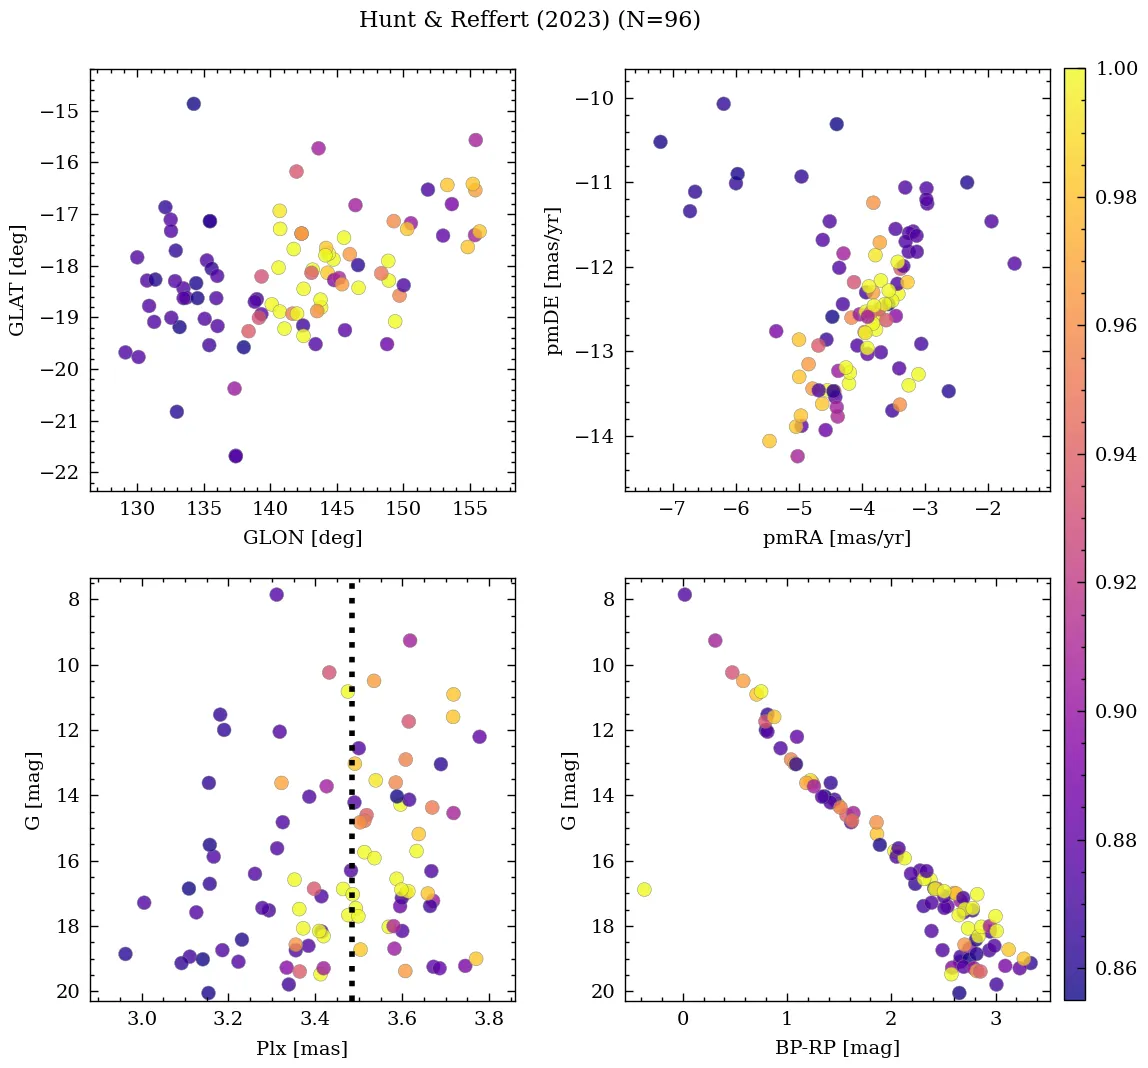 Hunt & Reffert (2023) (N=96)
−15
−16
−17
−18
−19
−20
−21
−22
GLAT [deg]
130 135 140 145 150 155
GLON [deg]
−10
−11
−12
−13
−14
pmDE [mas/yr]
−7 −6 −5 −4 −3 −2
pmRA [mas/yr]
8
10
12
14
16
18
20
G [mag]
3.0 3.2 3.4 3.6 3.8
Plx [mas]
8
10
12
14
16
18
20
G [mag]
0 1 2 3
BP-RP [mag]
1.00
0.98
0.96
0.94
0.92
0.90
0.88
0.86